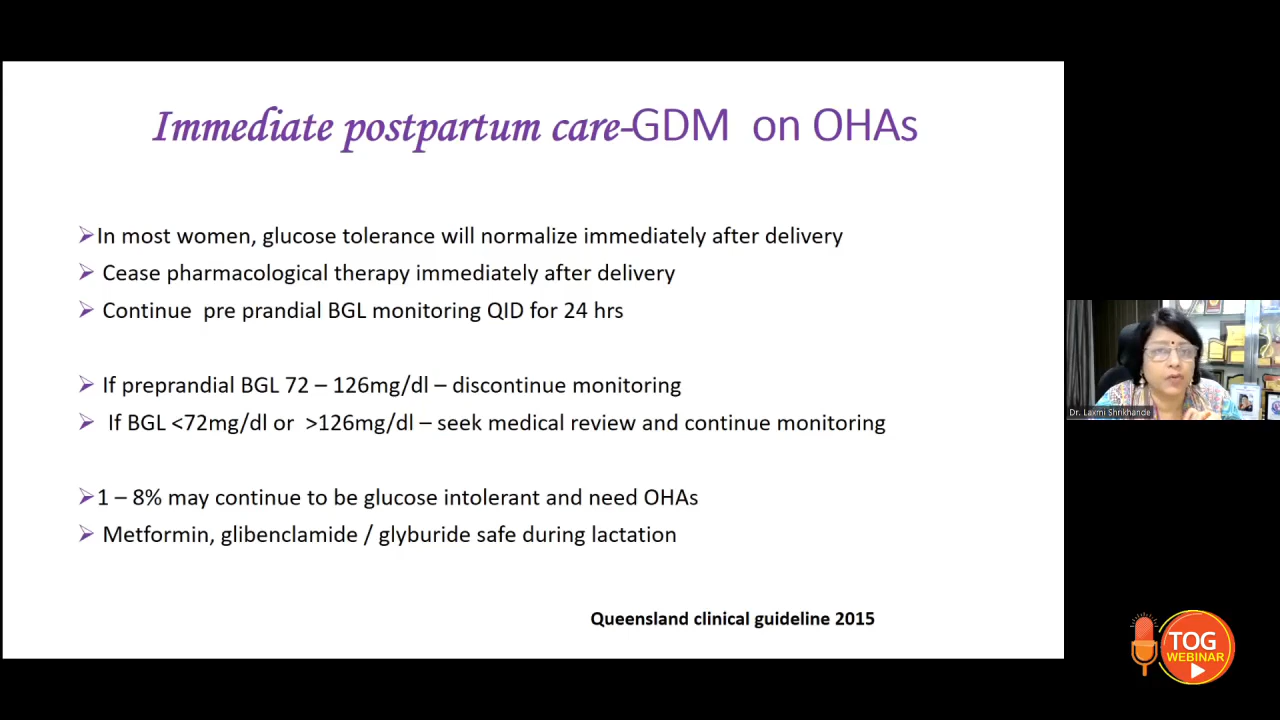 Immediate postpartum care-GDM on OHAs
➢In most women, glucose tolerance will normalize immediately after delivery
➢ Cease pharmacological therapy immediately after delivery
➢ Continue pre prandial BGL monitoring QID for 24 hrs
➢ If preprandial BGL 72 – 126mg/dl – discontinue monitoring
➢ If BGL <72mg/dl or >126mg/dl – seek medical review and continue monitoring
➢1 – 8% may continue to be glucose intolerant and need OHAs
➢ Metformin, glibenclamide / glyburide safe during lactation
Queensland clinical guideline 2015
Dr. Laxmi Shrikhande
TOG
WEBINAR